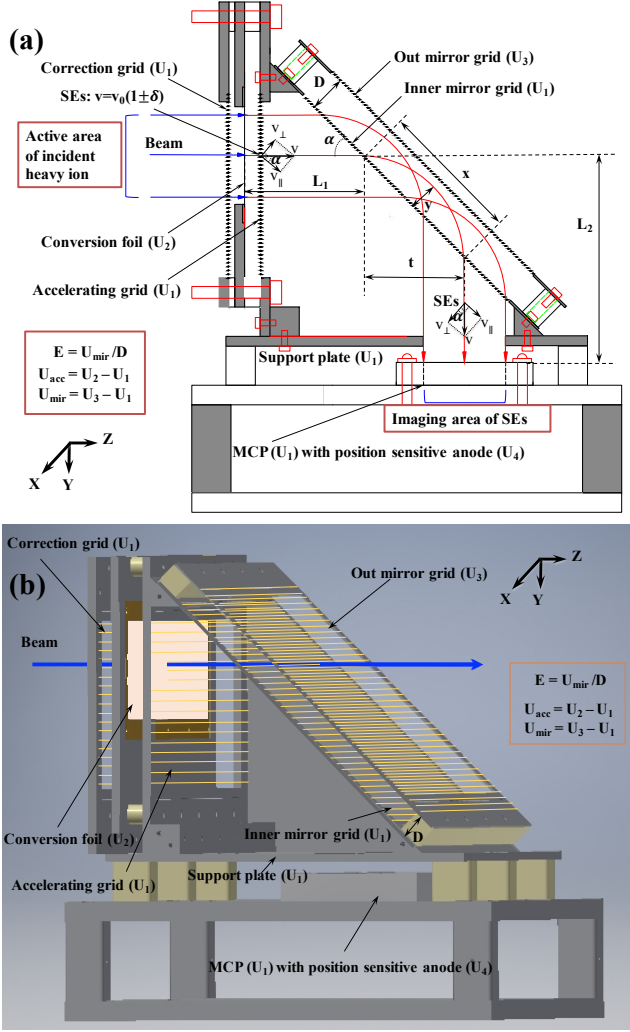 (a)
Correction grid (U₁)
SEs: v=v₀(1±δ)
Active area
of incident
heavy ion
Beam
Conversion foil (U₂)
Accelerating grid (U₁)
Out mirror grid (U₃)
Inner mirror grid (U₁)
D
α
V⊥
α
V
V∥
L₁
x
y
L₂
t
SEs
V⊥
α
V∥
V
E = Uₘᵢᵣ/D
Uₐcc = U₂ – U₁
Uₘᵢᵣ = U₃ – U₁
Support plate (U₁)
Imaging area of SEs
MCP (U₁) with position sensitive anode (U₄)
Z
X
Y
(b)
Correction grid (U₁)
Out mirror grid (U₃)
Z
X
Y
Beam
E = Uₘᵢᵣ/D
Uₐcc = U₂ – U₁
Uₘᵢᵣ = U₃ – U₁
Conversion foil (U₂)
Inner mirror grid (U₁)
D
Accelerating grid (U₁)
Support plate (U₁)
MCP (U₁) with position sensitive anode (U₄)